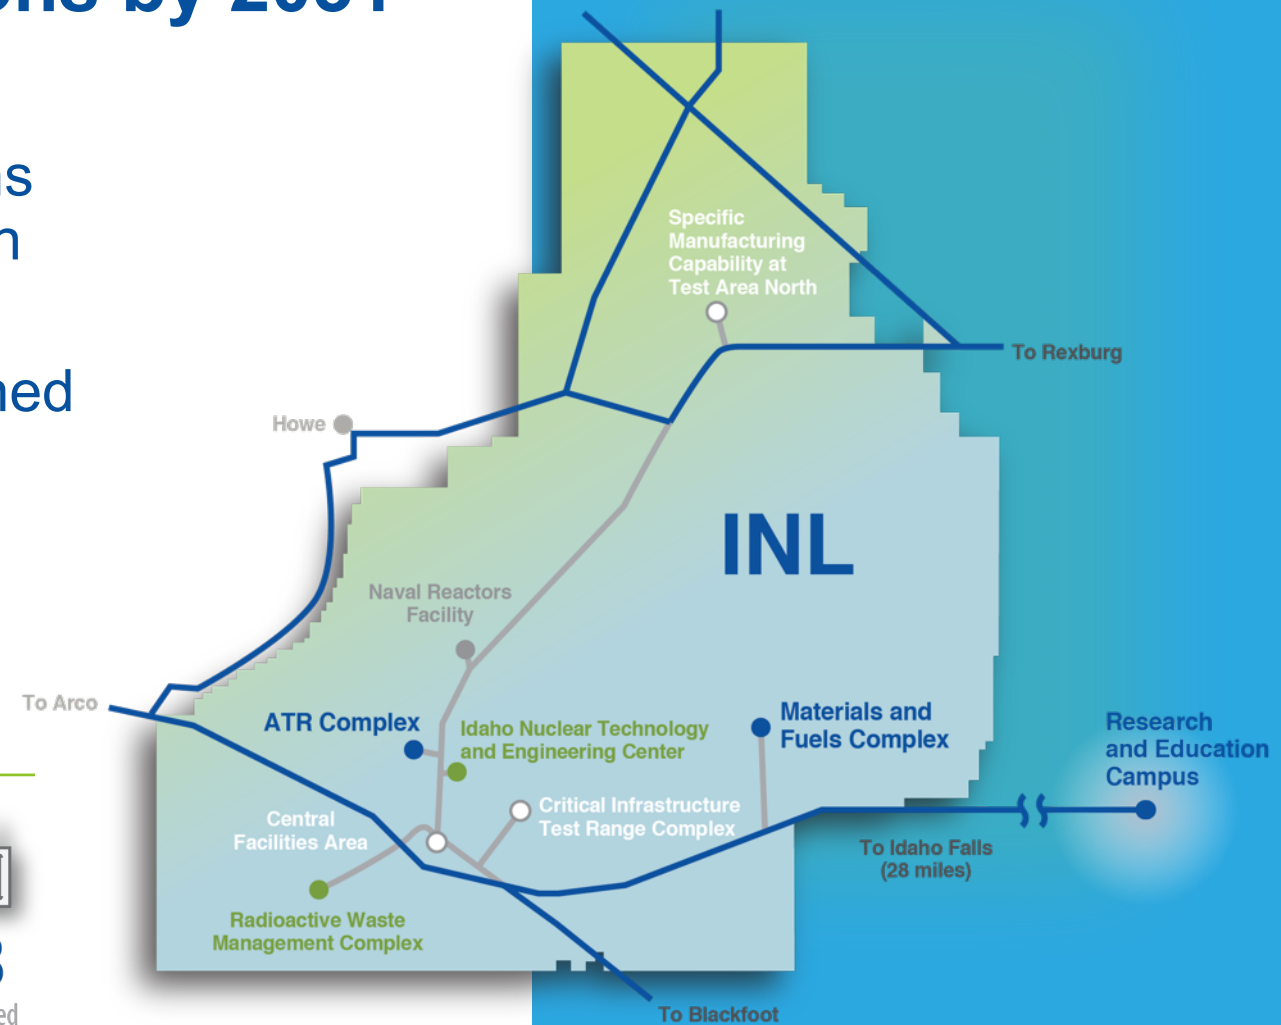 by
Specific
Manufacturing
Capability at
Test Area North
To Rexburg
Howe
INL
Naval Reactors
Facility
To Arco
ATR Complex
Idaho Nuclear Technology
and Engineering Center
Materials and
Fuels Complex
Research
and Education
Campus
Central
Facilities Area
Critical Infrastructure
Test Range Complex
To Idaho Falls
(28 miles)
Radioactive Waste
Management Complex
To Blackfoot